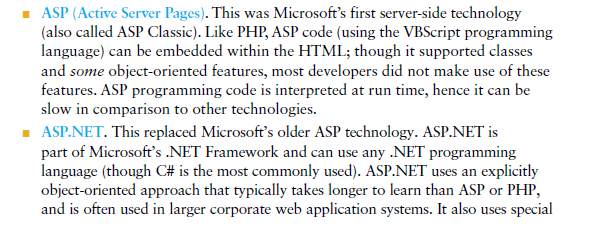 ASP (Active Server Pages). This was Microsoft's first server-side technology
(also called ASP Classic). Like PHP, ASP code (using the VBScript programming
language) can be embedded within the HTML; though it supported classes
and some object-oriented features, most developers did not make use of these
features. ASP programming code is interpreted at run time, hence it can be
slow in comparison to other technologies.
ASP.NET. This replaced Microsoft's older ASP technology. ASP.NET is
part of Microsoft's .NET Framework and can use any .NET programming
language (though C# is the most commonly used). ASP.NET uses an explicitly
object-oriented approach that typically takes longer to learn than ASP or PHP,
and is often used in larger corporate web application systems. It also uses special